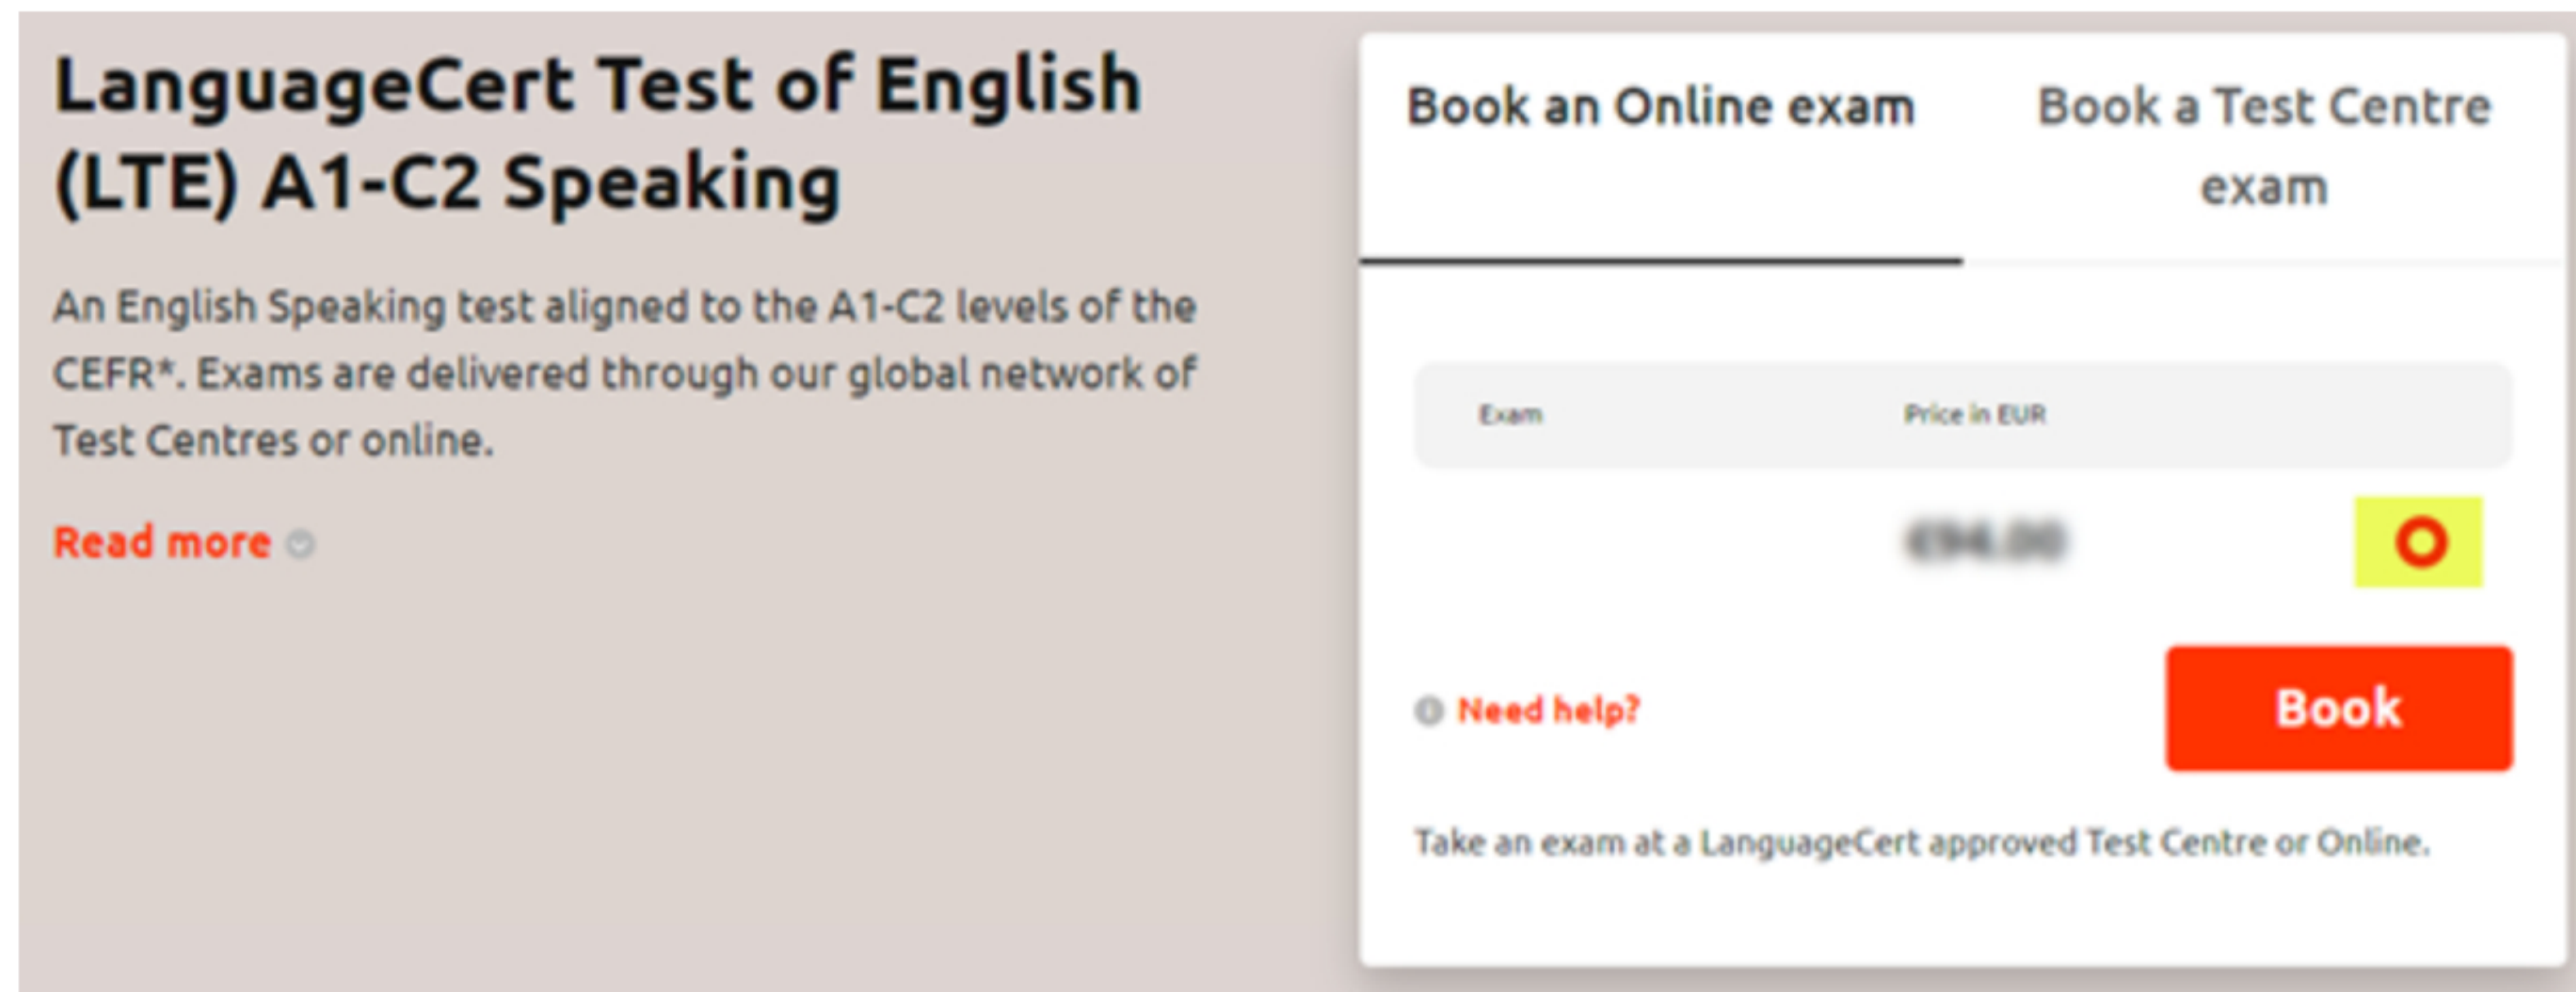 LanguageCert Test of English
(LTE) A1-C2 Speaking
An English Speaking test aligned to the A1-C2 levels of the
CEFR*. Exams are delivered through our global network of
Test Centres or online.
Read more
Book an Online exam
Book a Test Centre
exam
Exam Price in EUR
€94.00
Need help?
Book
Take an exam at a LanguageCert approved Test Centre or Online.